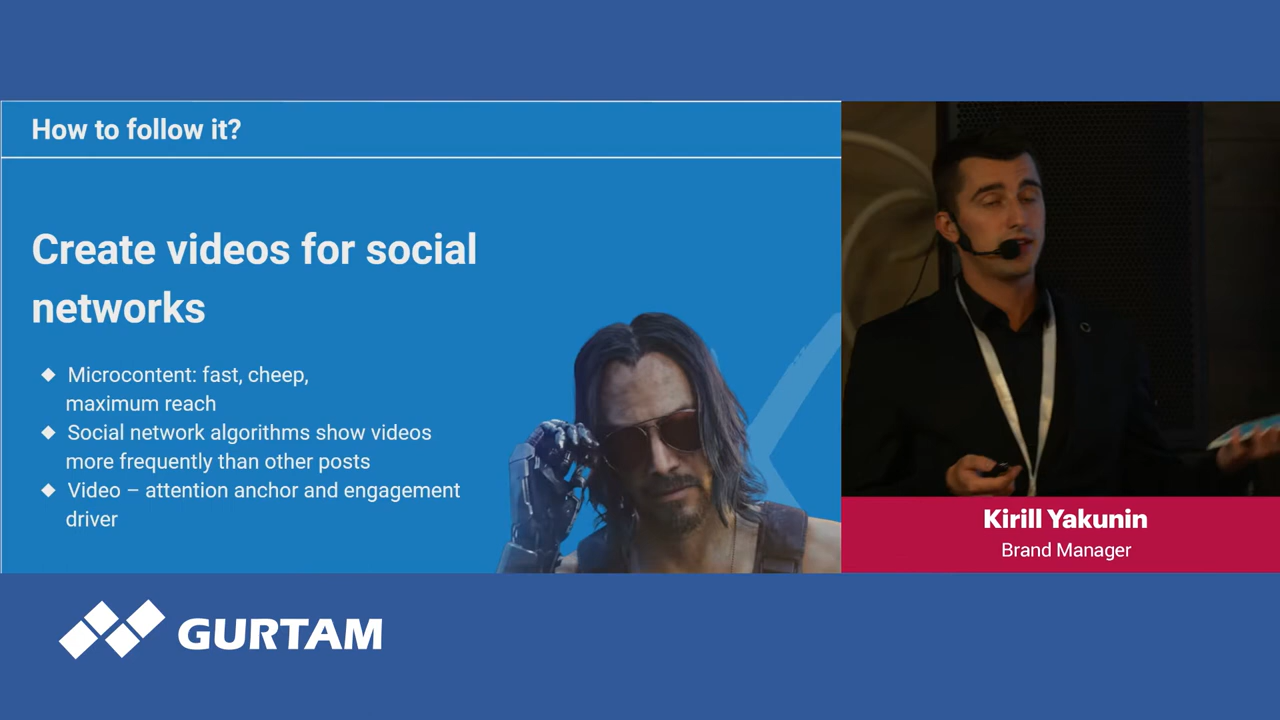 How to follow it?
Create videos for social
networks
◆ Microcontent: fast, cheep,
maximum reach
◆ Social network algorithms show videos
more frequently than other posts
◆ Video – attention anchor and engagement
driver
Kirill Yakunin
Brand Manager
GURTAM